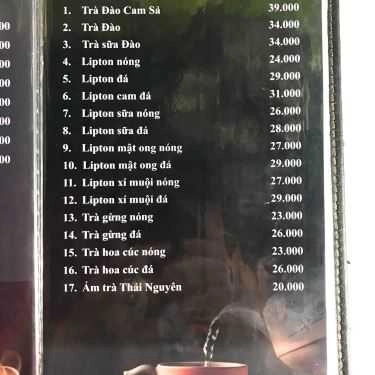 1. Trà Đào Cam Sả 39.000
2. Trà Đào 34.000
3. Trà sữa Đào 34.000
4. Lipton nóng 24.000
5. Lipton đá 29.000
6. Lipton cam đá 31.000
7. Lipton sữa nóng 26.000
8. Lipton sữa đá 28.000
9. Lipton mật ong nóng 27.000
10. Lipton mật ong đá 29.000
11. Lipton xí muội nóng 27.000
12. Lipton xí muội đá 29.000
13. Trà gừng nóng 23.000
14. Trà gừng đá 26.000
15. Trà hoa cúc nóng 23.000
16. Trà hoa cúc đá 26.000
17. Ấm trà Thái Nguyên 20.000